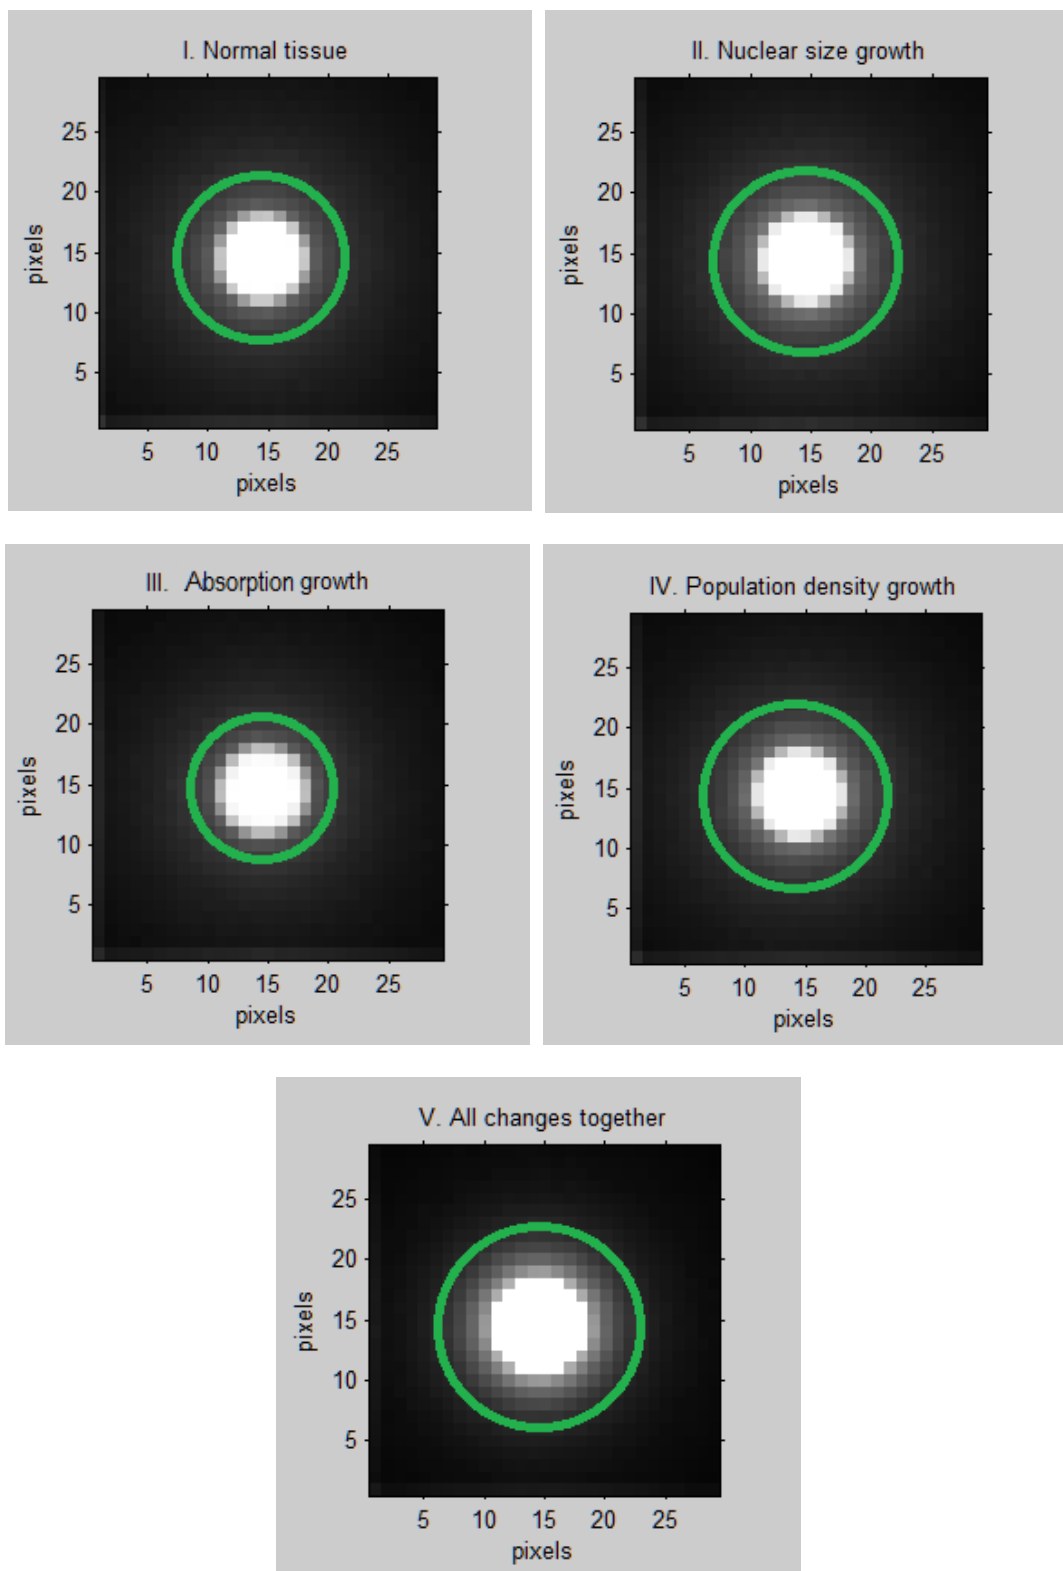 I. Normal tissue
25
20
15
10
5
pixels
5 10 15 20 25
pixels
II. Nuclear size growth
25
20
15
10
5
pixels
5 10 15 20 25
pixels
III. Absorption growth
25
20
15
10
5
pixels
5 10 15 20 25
pixels
IV. Population density growth
25
20
15
10
5
pixels
5 10 15 20 25
pixels
V. All changes together
25
20
15
10
5
pixels
5 10 15 20 25
pixels